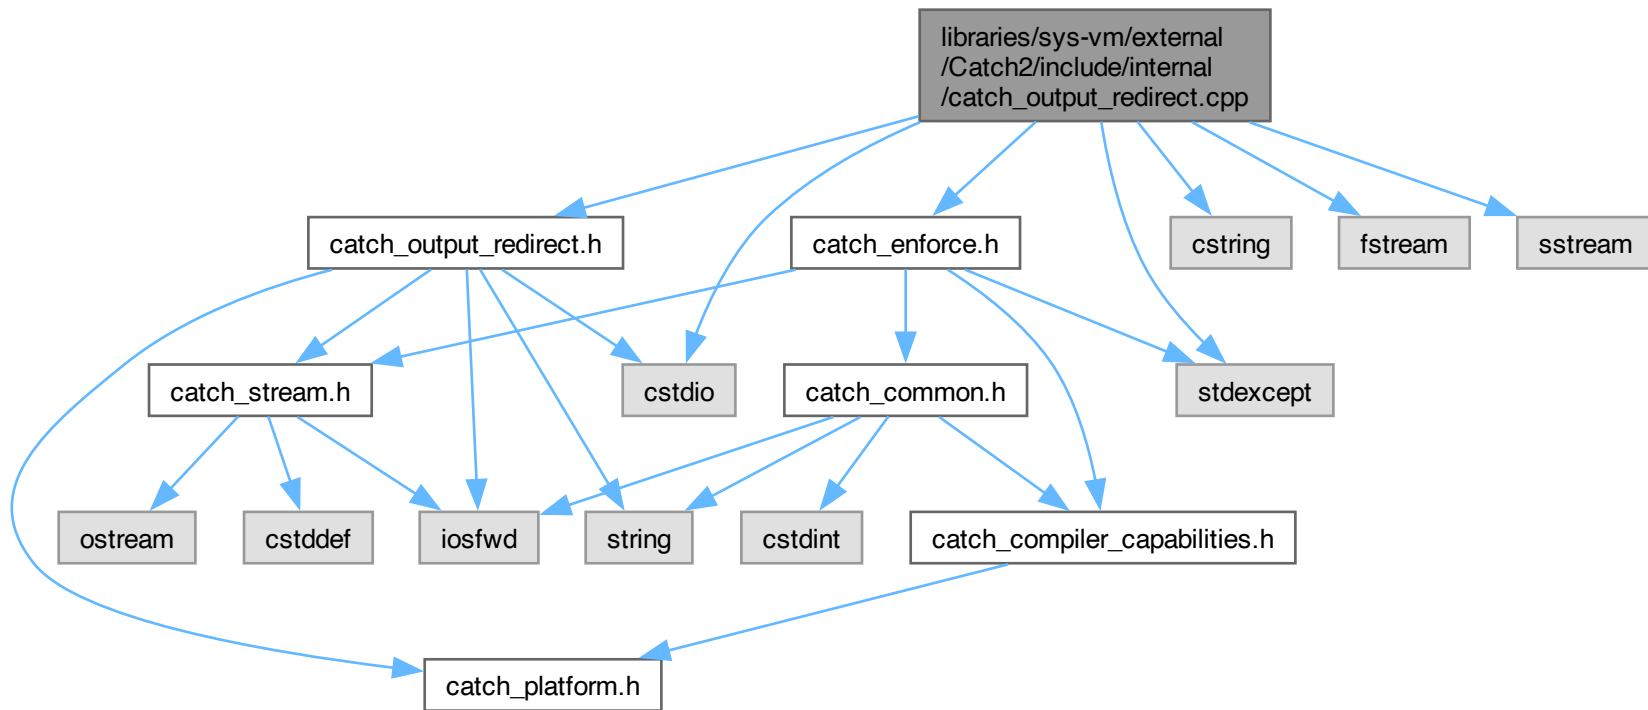 libraries/sys-vm/external
/Catch2/include/internal
/catch_output_redirect.cpp
catch_output_redirect.h
catch_enforce.h
cstring
fstream
sstream
catch_stream.h
cstdio
catch_common.h
stdexcept
ostream
cstddef
iosfwd
string
cstdint
catch_compiler_capabilities.h
catch_platform.h